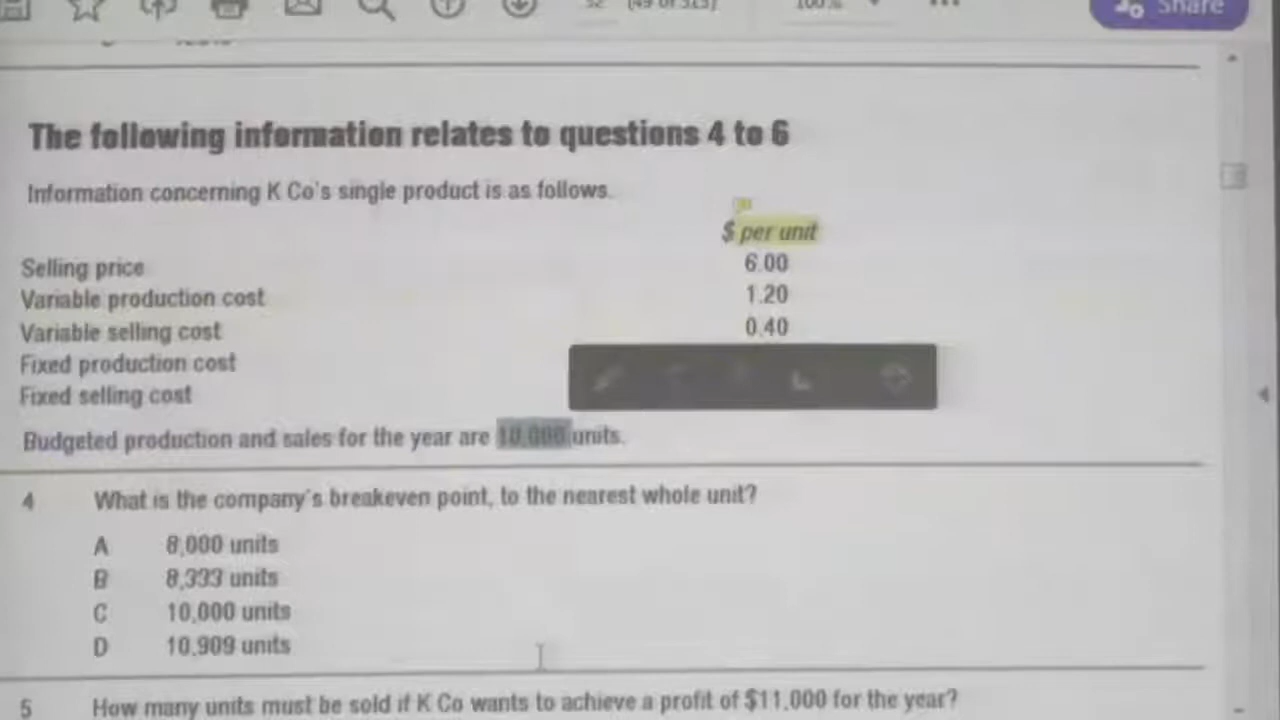 100%
Share
The following information relates to questions 4 to 6
Information concerning K Co's single product is as follows.
$ per unit
Selling price 6.00
Variable production cost 1.20
Variable selling cost 0.40
Fixed production cost
Fixed selling cost
Budgeted production and sales for the year are 10,000 units.
4 What is the company's breakeven point, to the nearest whole unit?
A 8,000 units
B 8,333 units
C 10,000 units
D 10,909 units
5 How many units must be sold if K Co wants to achieve a profit of $11,000 for the year?